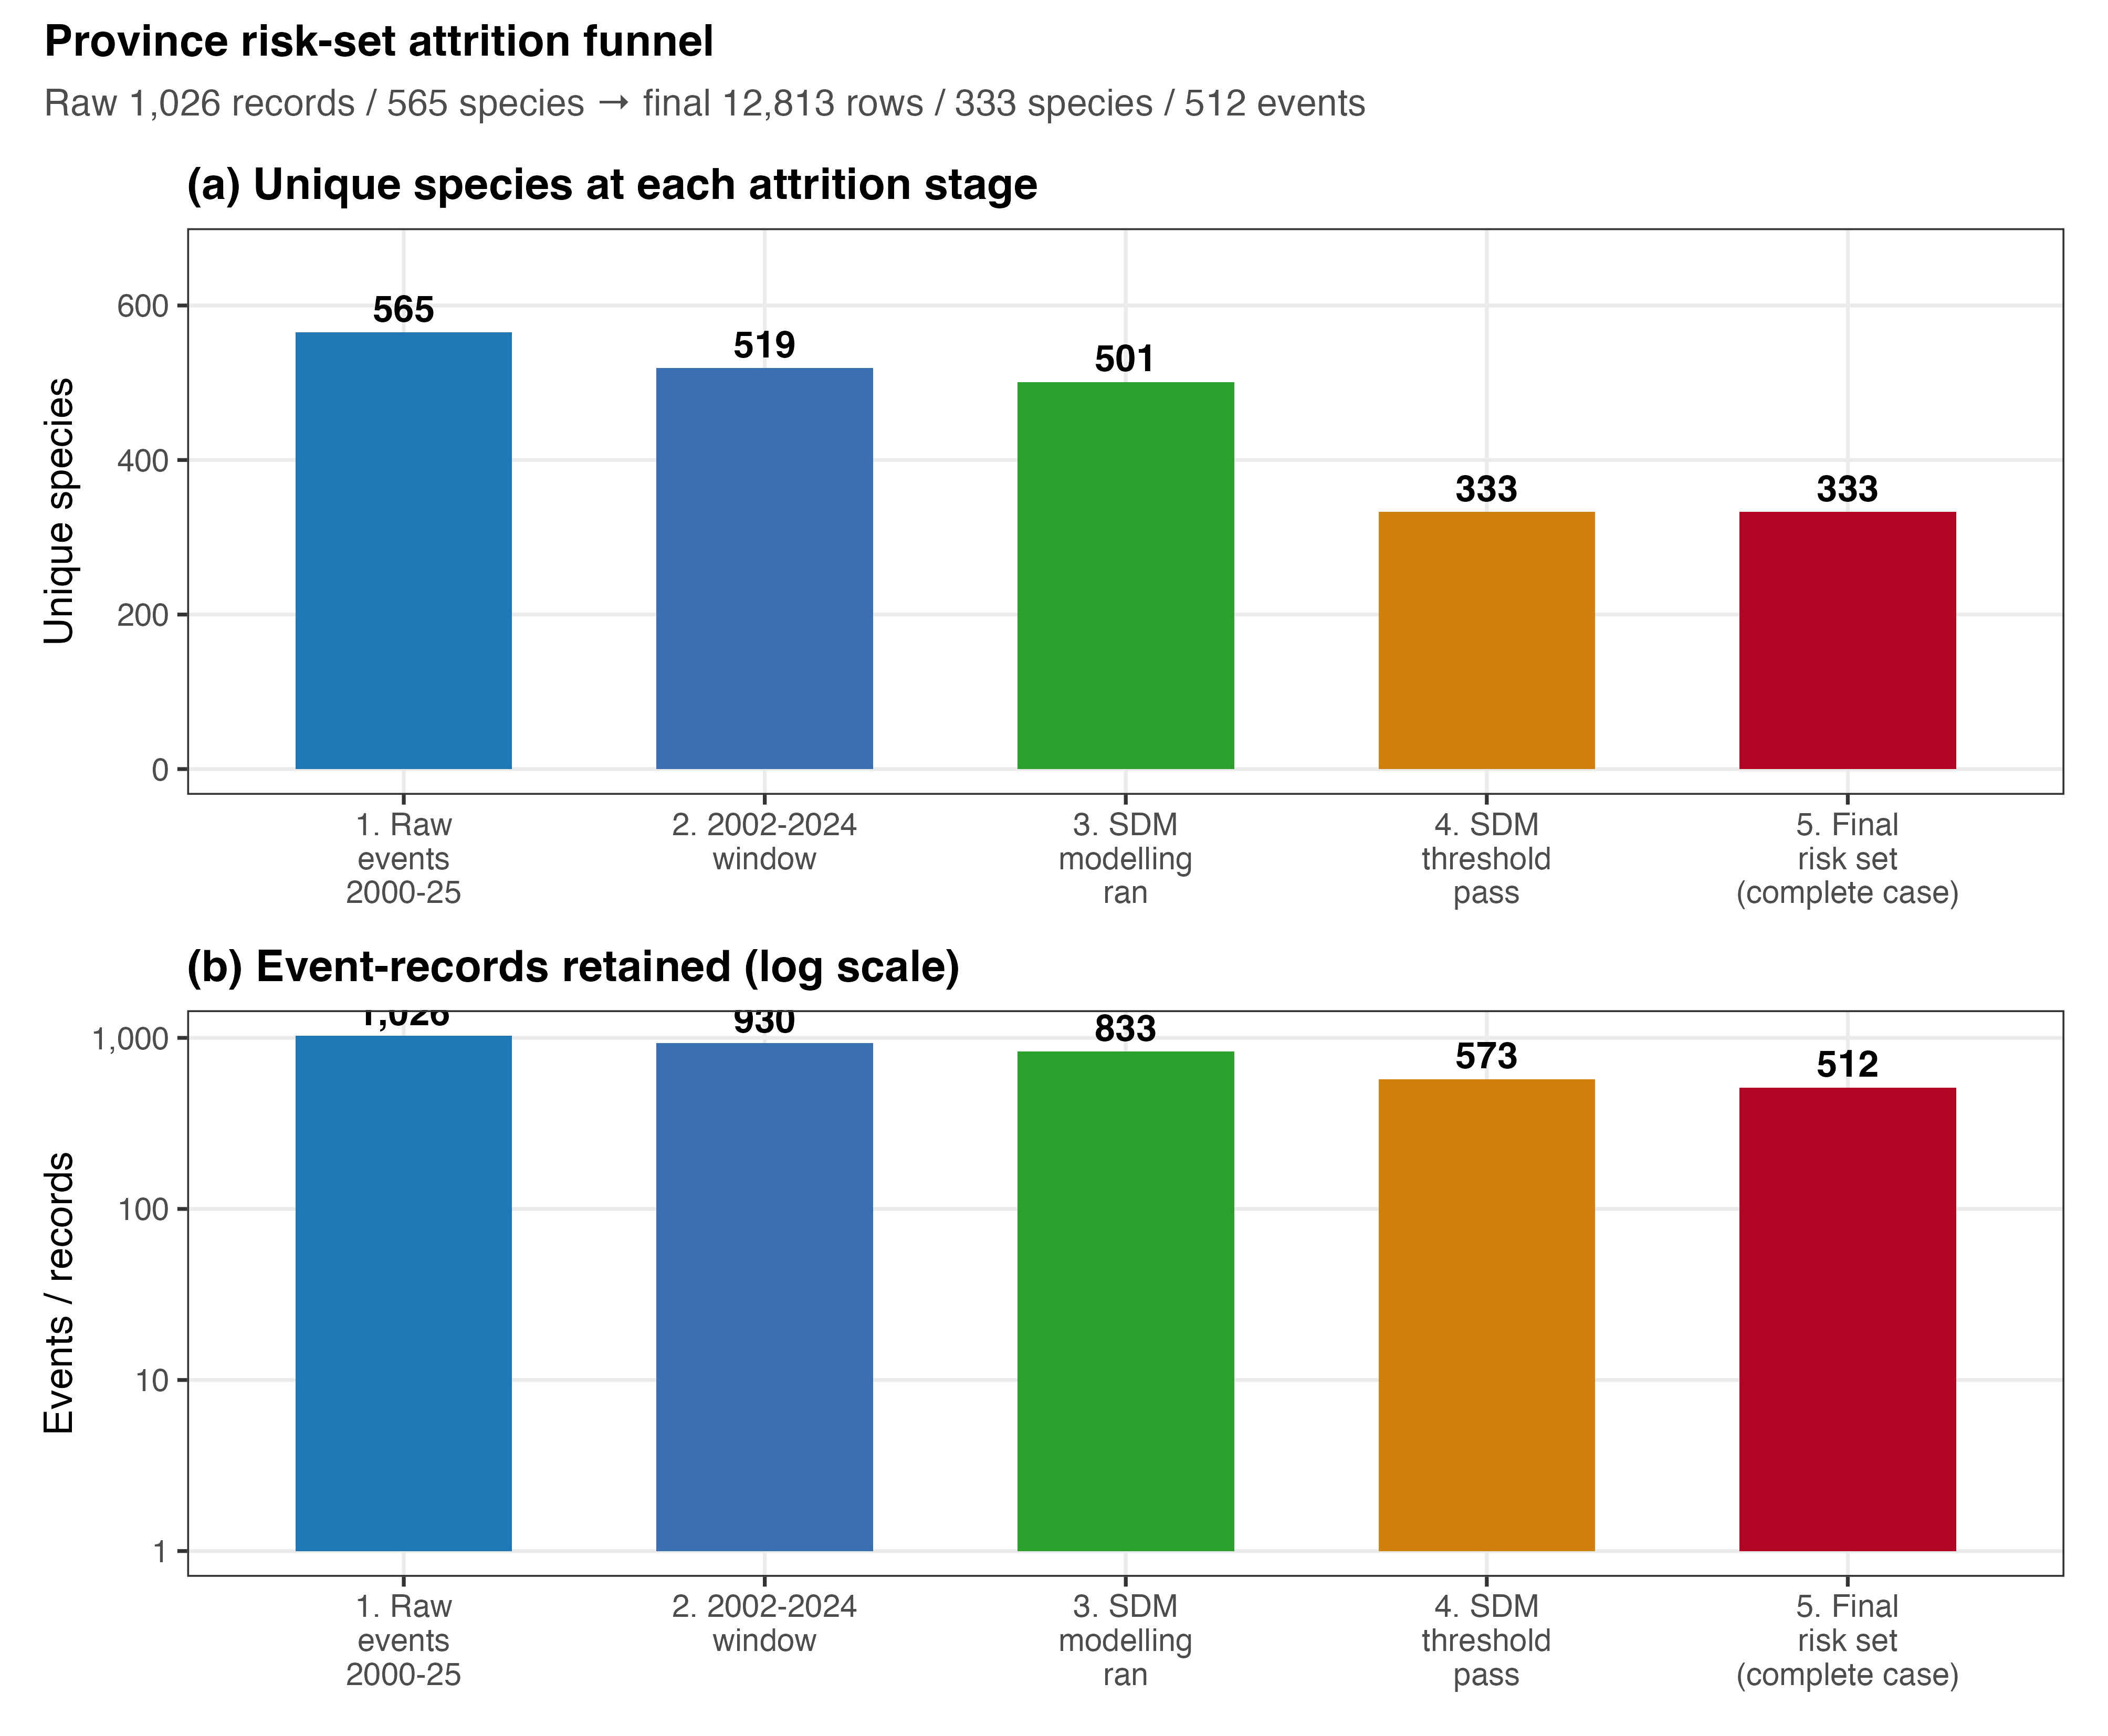 Province risk-set attrition funnel
Raw 1,026 records / 565 species → final 12,813 rows / 333 species / 512 events
(a) Unique species at each attrition stage
Unique species
600
400
200
0
565
519
501
333
333
1. Raw
events
2000-25
2. 2002-2024
window
3. SDM
modelling
ran
4. SDM
threshold
pass
5. Final
risk set
(complete case)
(b) Event-records retained (log scale)
Events / records
1,000
100
10
1
1,026
930
833
573
512
1. Raw
events
2000-25
2. 2002-2024
window
3. SDM
modelling
ran
4. SDM
threshold
pass
5. Final
risk set
(complete case)